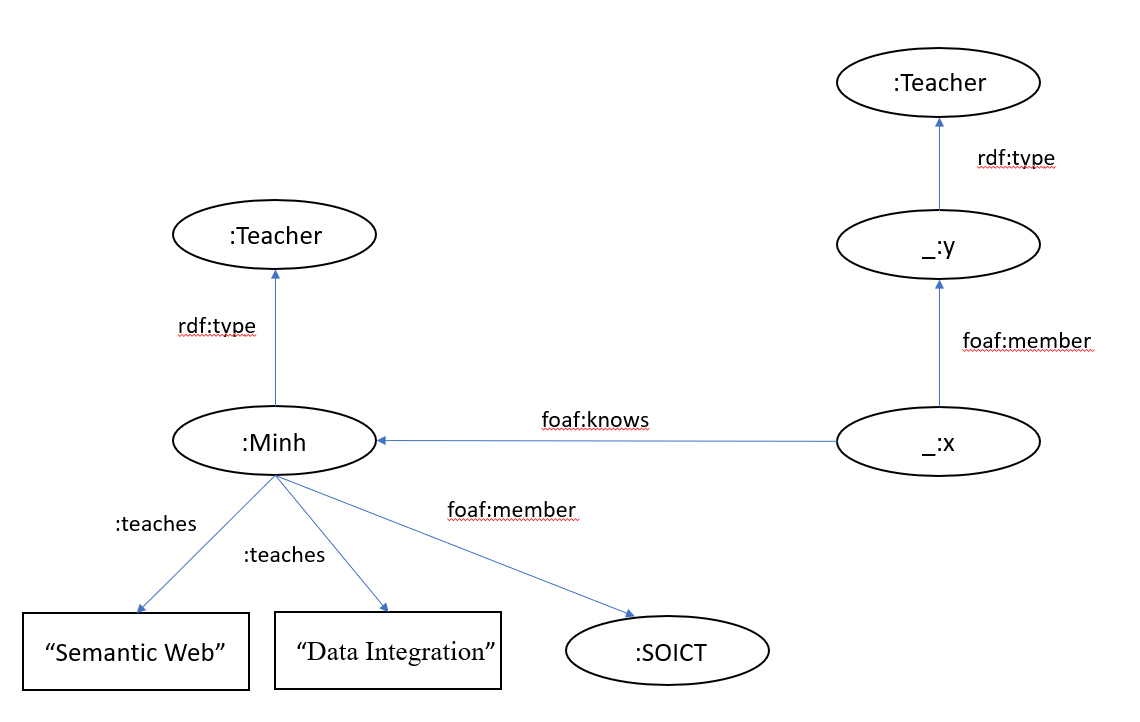 :Teacher
rdf:type
:Teacher
_:y
rdf:type
foaf:member
:Minh
foaf:knows
_:x
:teaches
:teaches
foaf:member
“Semantic Web”
“Data Integration”
:SOICT